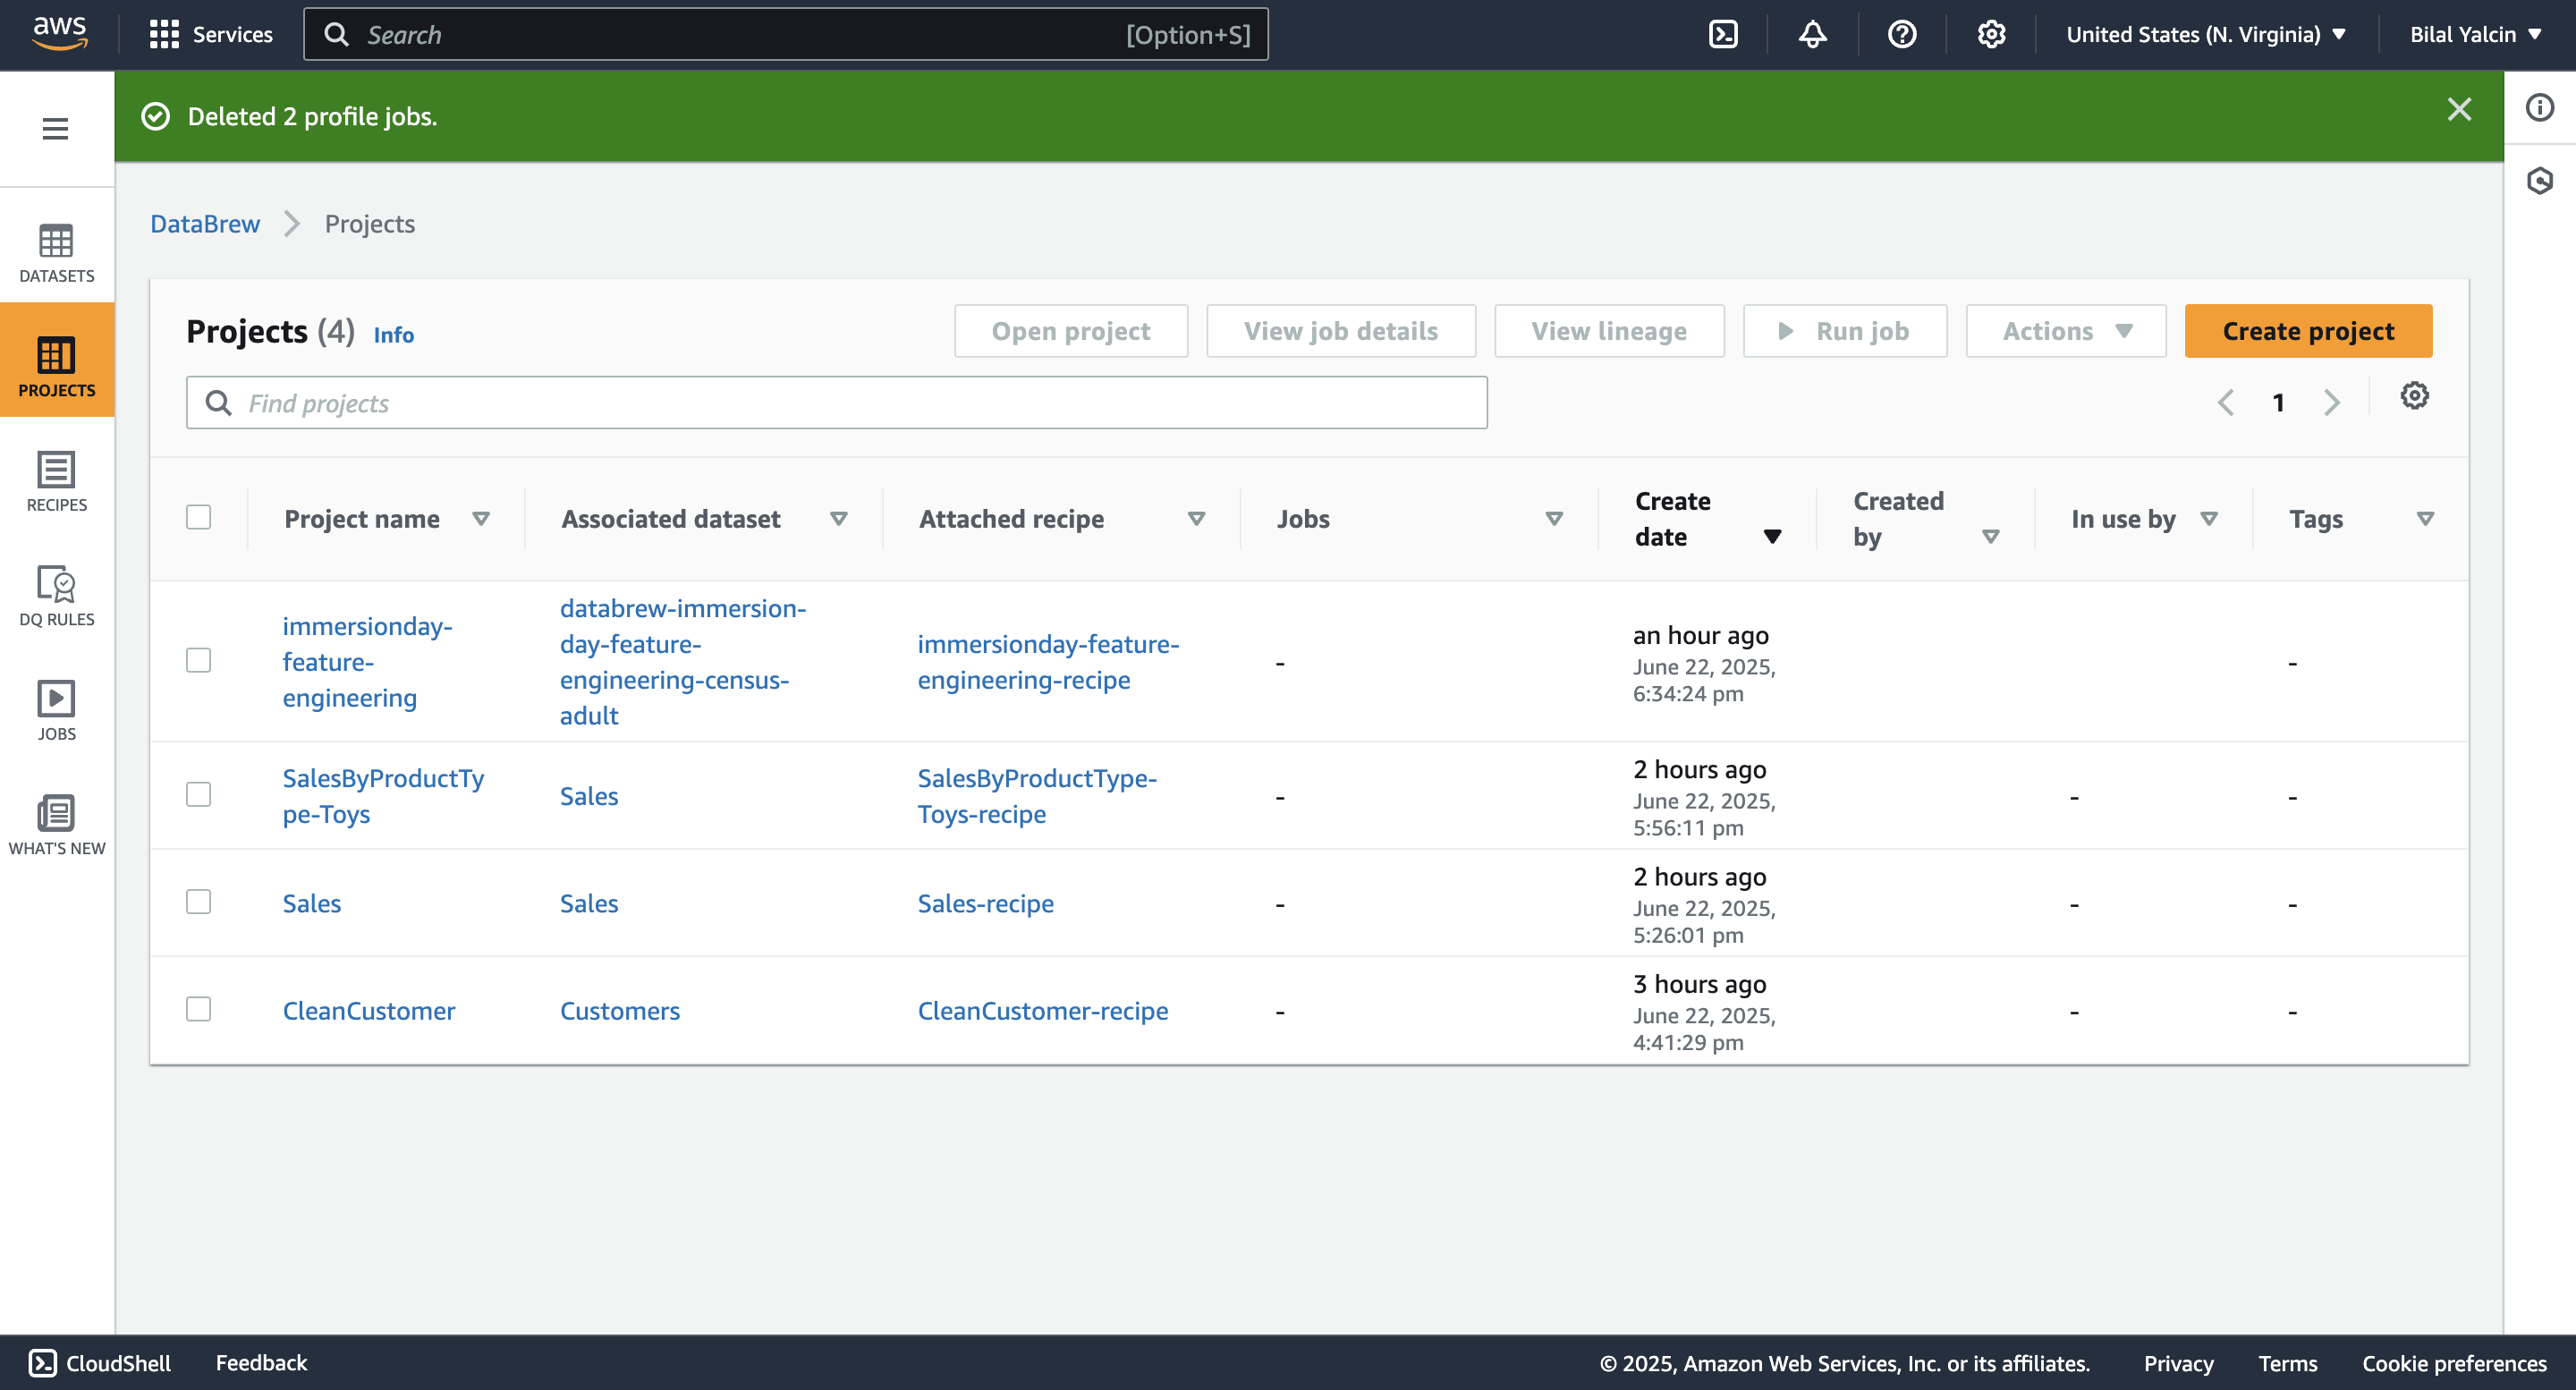 aws
Services
Search
[Option+S]
United States (N. Virginia)
Bilal Yalcin
Deleted 2 profile jobs.
DataBrew
Projects
DATASETS
PROJECTS
RECIPES
DQ RULES
JOBS
WHAT'S NEW
Projects (4) Info
Open project
View job details
View lineage
Run job
Actions
Create project
Find projects
1
Project name
Associated dataset
Attached recipe
Jobs
Create
date
Created
by
In use by
Tags
immersionday-
feature-
engineering
databrew-immersion-
day-feature-
engineering-census-
adult
immersionday-feature-
engineering-recipe
-
an hour ago
June 22, 2025,
6:34:24 pm
-
SalesByProductTy
pe-Toys
Sales
SalesByProductType-
Toys-recipe
-
2 hours ago
June 22, 2025,
5:56:11 pm
-
-
Sales
Sales
Sales-recipe
-
2 hours ago
June 22, 2025,
5:26:01 pm
-
-
CleanCustomer
Customers
CleanCustomer-recipe
-
3 hours ago
June 22, 2025,
4:41:29 pm
-
-
CloudShell
Feedback
© 2025, Amazon Web Services, Inc. or its affiliates.
Privacy
Terms
Cookie preferences